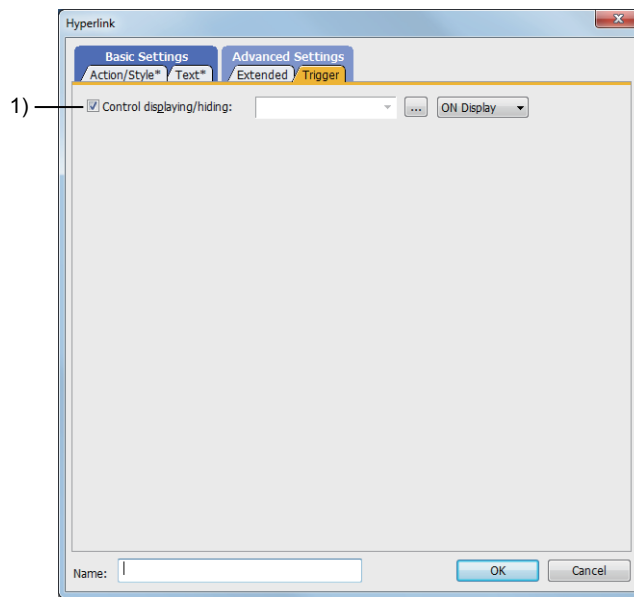 Hyperlink
Basic Settings Advanced Settings
Action/Style* Text* Extended Trigger
1) Control displaying/hiding: ... ON Display
Name: OK Cancel